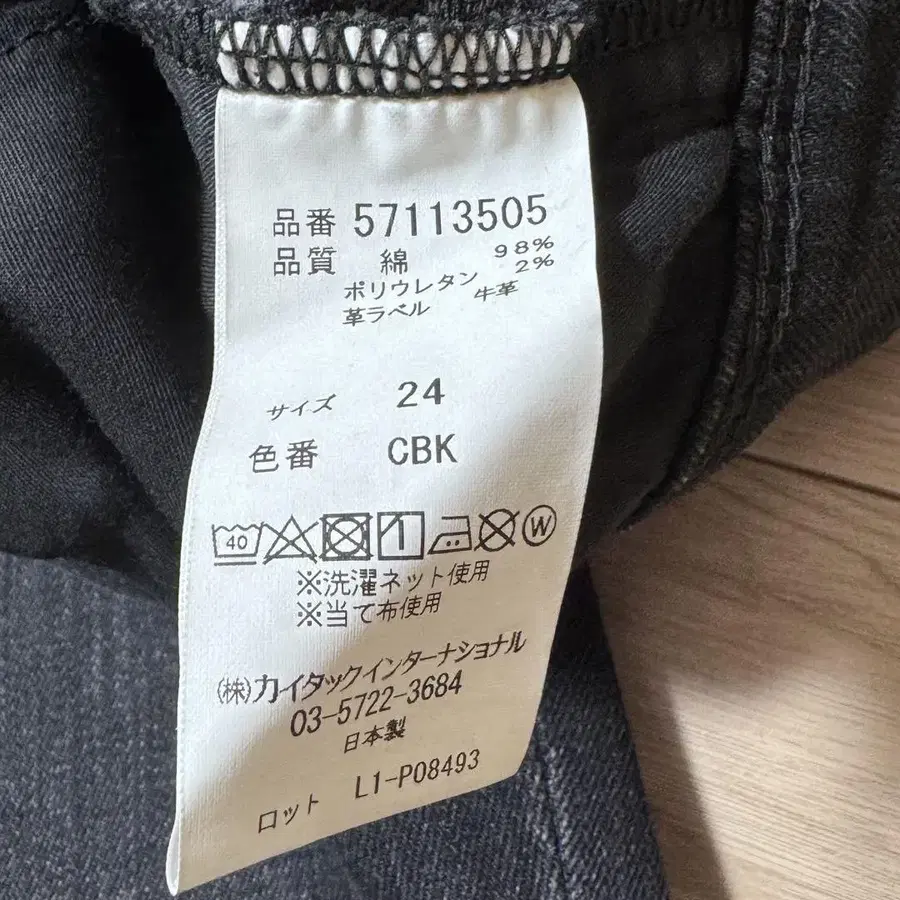 品番 57113505
品質 綿 98%
ポリウレタン 2%
革ラベル 牛革
サイズ 24
色番 CBK
40 W
※洗濯ネット使用
※当て布使用
(株)カイタックインターナショナル
03-5722-3684
日本製
ロット L1-P08493